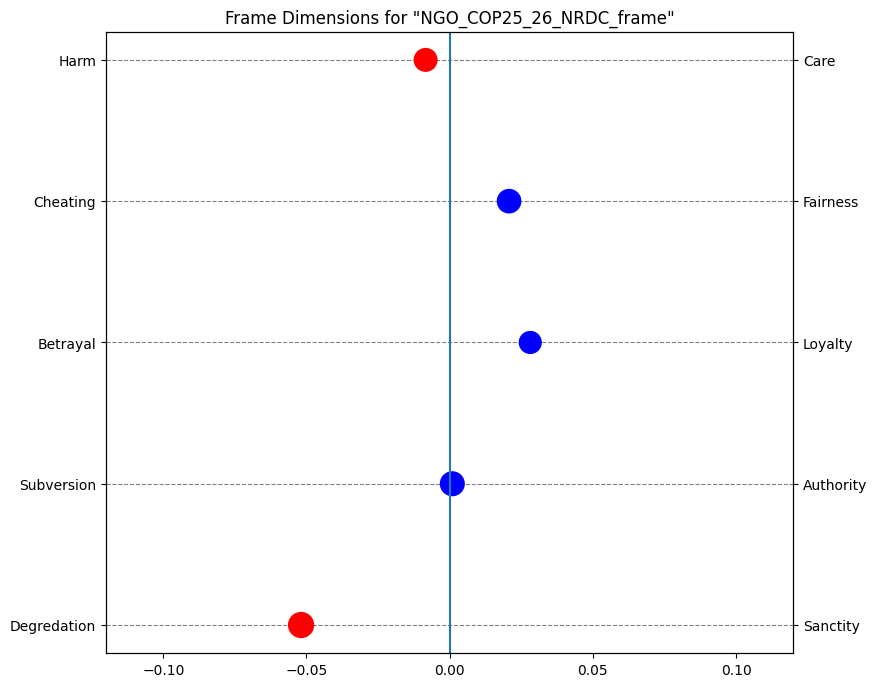 Frame Dimensions for "NGO_COP25_26_NRDC_frame"
Harm
Care
Cheating
Fairness
Betrayal
Loyalty
Subversion
Authority
Degredation
Sanctity
−0.10
−0.05
0.00
0.05
0.10